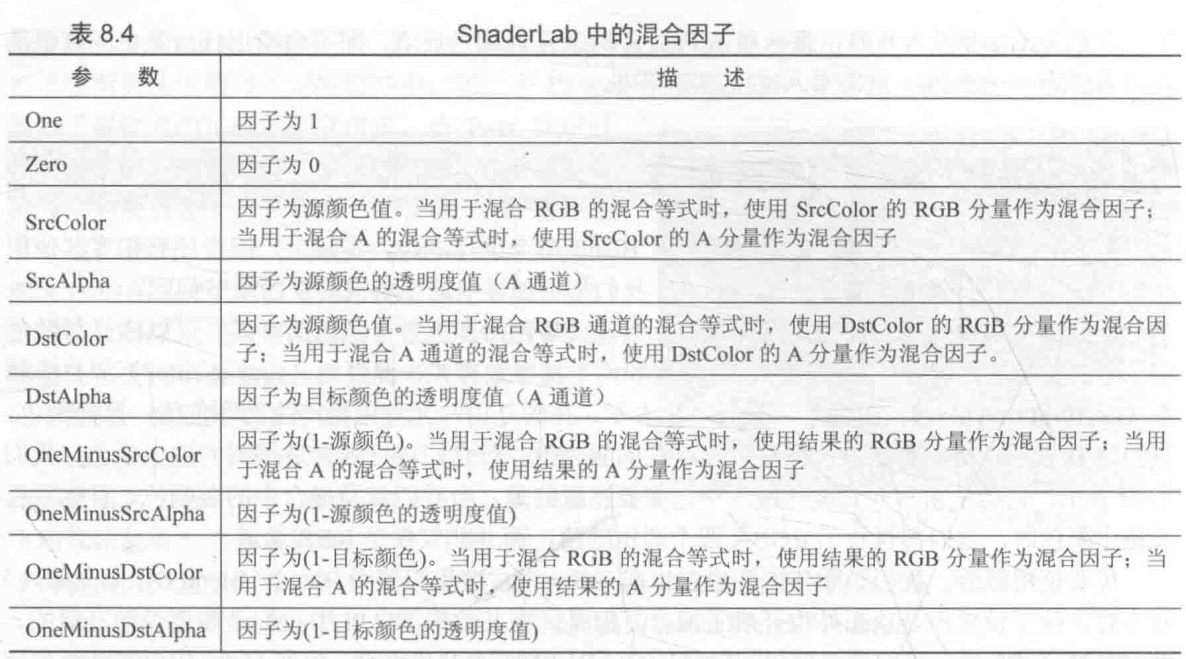 表 8.4 ShaderLab 中的混合因子
参 数 描 述
One 因子为 1
Zero 因子为 0
SrcColor 因子为源颜色值。当用于混合 RGB 的混合等式时，使用 SrcColor 的 RGB 分量作为混合因子；
当用于混合 A 的混合等式时，使用 SrcColor 的 A 分量作为混合因子
SrcAlpha 因子为源颜色的透明度值（A 通道）
DstColor 因子为源颜色值。当用于混合 RGB 通道的混合等式时，使用 DstColor 的 RGB 分量作为混合因
子；当用于混合 A 通道的混合等式时，使用 DstColor 的 A 分量作为混合因子。
DstAlpha 因子为目标颜色的透明度值（A 通道）
OneMinusSrcColor 因子为(1-源颜色)。当用于混合 RGB 的混合等式时，使用结果的 RGB 分量作为混合因子；当用
于混合 A 的混合等式时，使用结果的 A 分量作为混合因子
OneMinusSrcAlpha 因子为(1-源颜色的透明度值)
OneMinusDstColor 因子为(1-目标颜色)。当用于混合 RGB 的混合等式时，使用结果的 RGB 分量作为混合因子；当
用于混合 A 的混合等式时，使用结果的 A 分量作为混合因子
OneMinusDstAlpha 因子为(1-目标颜色的透明度值)